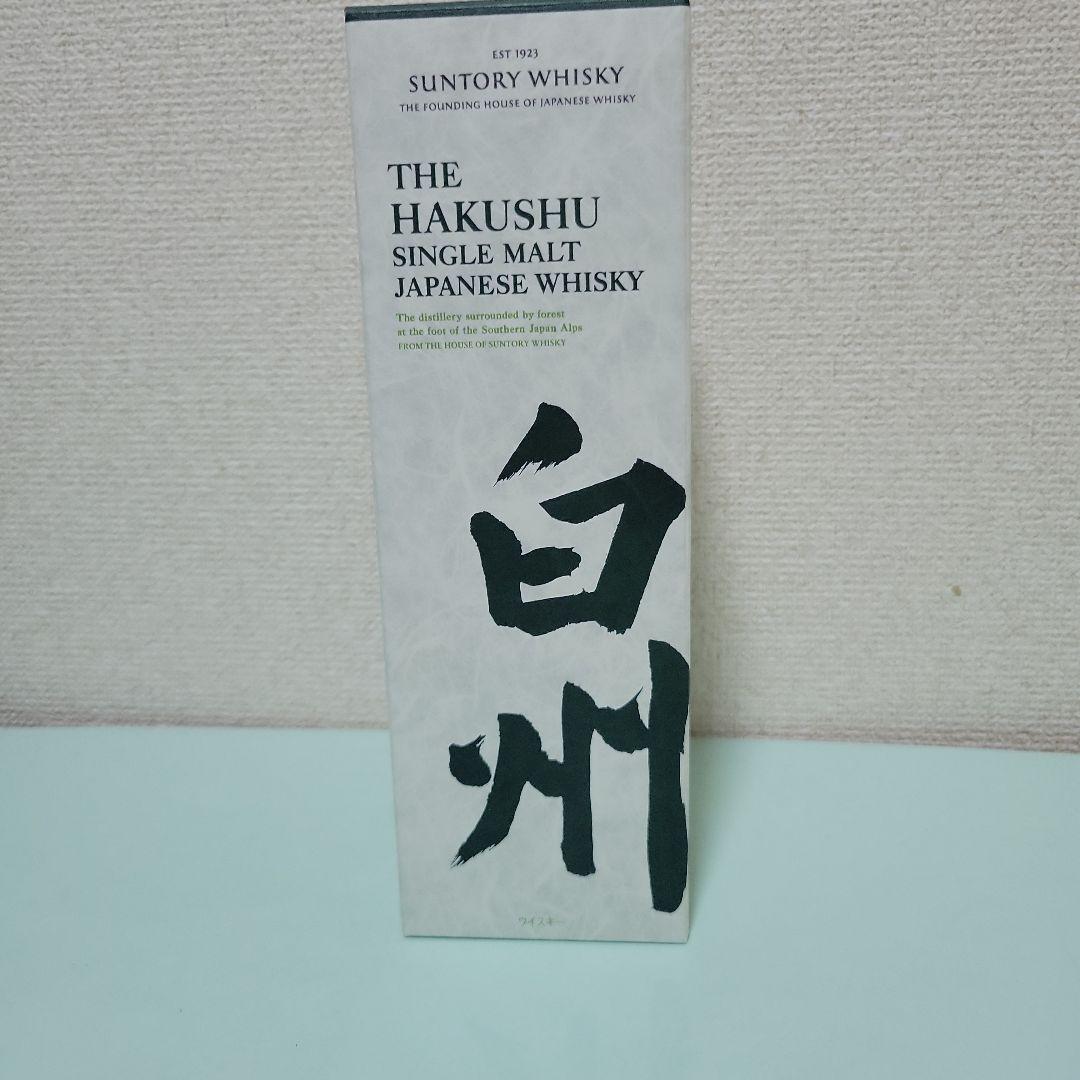 EST 1923
SUNTORY WHISKY
THE FOUNDING HOUSE OF JAPANESE WHISKY
THE
HAKUSHU
SINGLE MALT
JAPANESE WHISKY
The distillery surrounded by forest
at the foot of the Southern Japan Alps
FROM THE HOUSE OF SUNTORY WHISKY
白州
ウイスキー